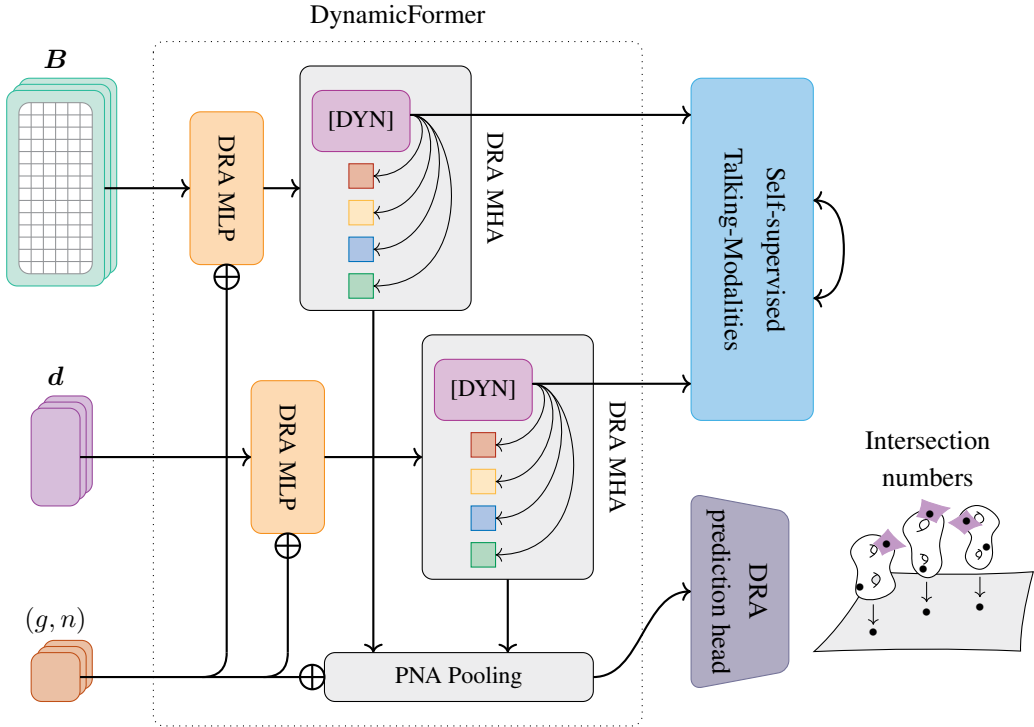 DynamicFormer
B
[DYN]
DRA MLP
DRA MHA
Self-supervised
Talking-Modalities
d
[DYN]
DRA MLP
DRA MHA
Intersection
numbers
(g, n)
PNA Pooling
DRA
prediction head